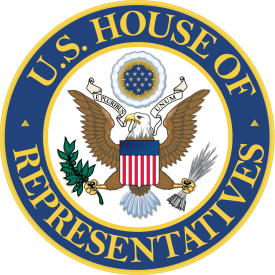 U.S. HOUSE OF
REPRESENTATIVES
E PLURIBUS UNUM